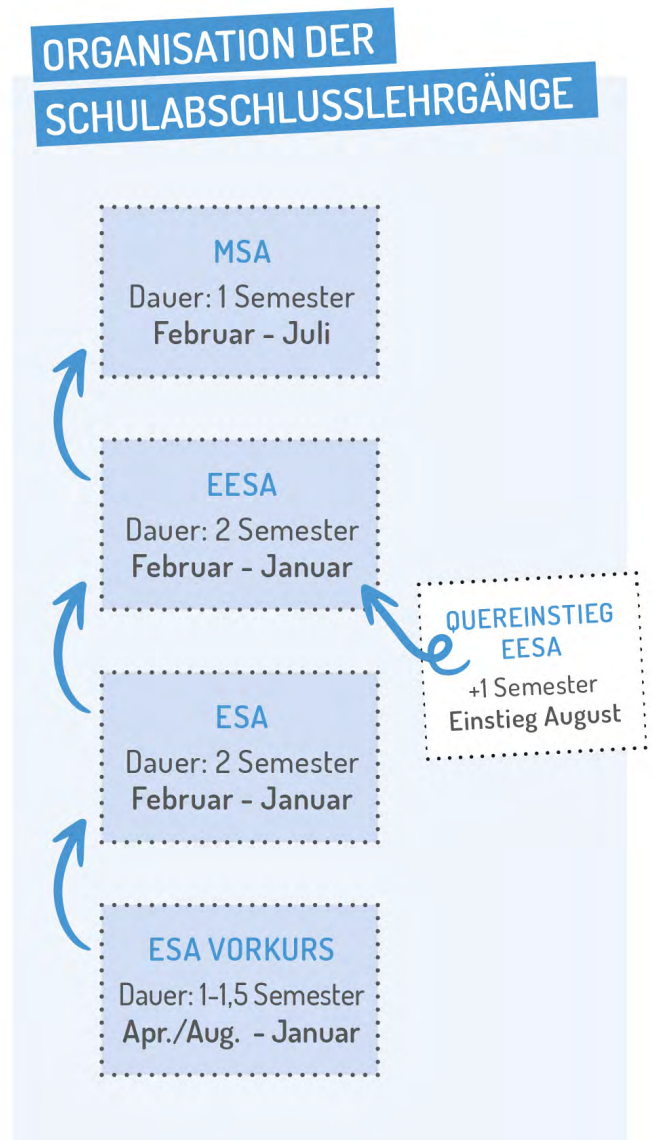 ORGANISATION DER
SCHULABSCHLUSSLEHRGÄNGE
MSA
Dauer: 1 Semester
Februar - Juli
EESA
Dauer: 2 Semester
Februar - Januar
QUEREINSTIEG
EESA
+1 Semester
Einstieg August
ESA
Dauer: 2 Semester
Februar - Januar
ESA VORKURS
Dauer: 1-1,5 Semester
Apr./Aug. - Januar